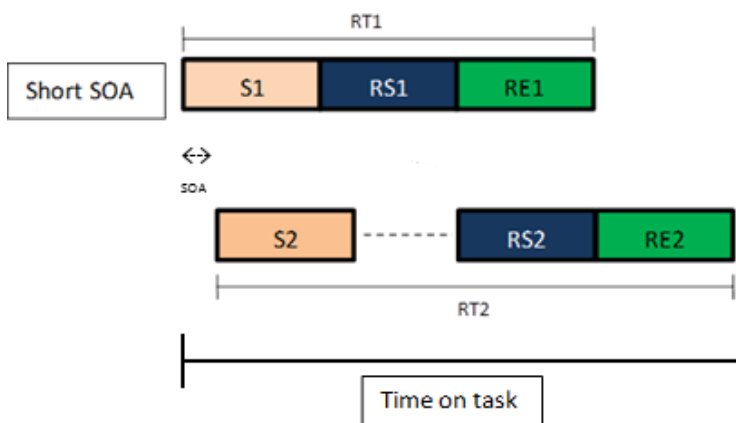 RT1
Short SOA
S1
RS1
RE1
SOA
S2
RS2
RE2
RT2
Time on task